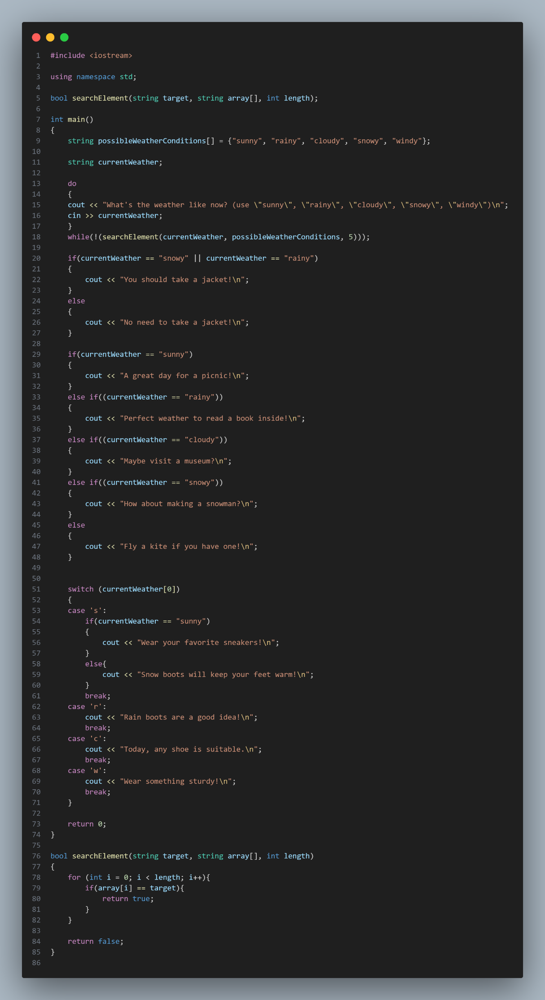 1 #include <iostream>
2
3 using namespace std;
4
5 bool searchElement(string target, string array[], int length);
6
7 int main()
8 {
9     string possibleWeatherConditions[] = {"sunny", "rainy", "cloudy", "snowy", "windy"};
10
11     string currentWeather;
12
13     do
14     {
15     cout << "What's the weather like now? (use \"sunny\", \"rainy\", \"cloudy\", \"snowy\", \"windy\")\n";
16     cin >> currentWeather;
17     }
18     while(!(searchElement(currentWeather, possibleWeatherConditions, 5)));
19
20     if(currentWeather == "snowy" || currentWeather == "rainy")
21     {
22         cout << "You should take a jacket!\n";
23     }
24     else
25     {
26         cout << "No need to take a jacket!\n";
27     }
28
29     if(currentWeather == "sunny")
30     {
31         cout << "A great day for a picnic!\n";
32     }
33     else if((currentWeather == "rainy"))
34     {
35         cout << "Perfect weather to read a book inside!\n";
36     }
37     else if((currentWeather == "cloudy"))
38     {
39         cout << "Maybe visit a museum?\n";
40     }
41     else if((currentWeather == "snowy"))
42     {
43         cout << "How about making a snowman?\n";
44     }
45     else
46     {
47         cout << "Fly a kite if you have one!\n";
48     }
49
50
51     switch (currentWeather[0])
52     {
53     case 's':
54         if(currentWeather == "sunny")
55         {
56             cout << "Wear your favorite sneakers!\n";
57         }
58         else{
59             cout << "Snow boots will keep your feet warm!\n";
60         }
61         break;
62     case 'r':
63         cout << "Rain boots are a good idea!\n";
64         break;
65     case 'c':
66         cout << "Today, any shoe is suitable.\n";
67         break;
68     case 'w':
69         cout << "Wear something sturdy!\n";
70         break;
71     }
72
73     return 0;
74 }
75
76 bool searchElement(string target, string array[], int length)
77 {
78     for (int i = 0; i < length; i++){
79         if(array[i] == target){
80             return true;
81         }
82     }
83
84     return false;
85 }
86